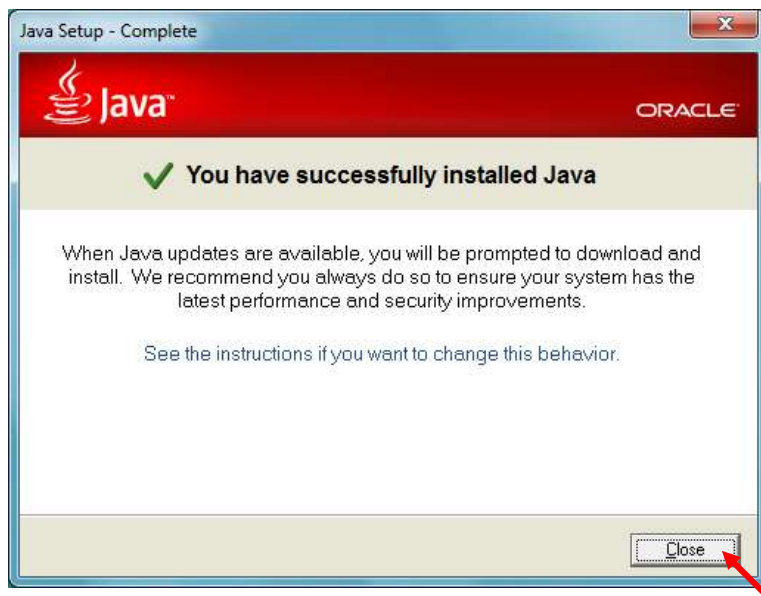 Java Setup - Complete
Java™
ORACLE
You have successfully installed Java
When Java updates are available, you will be prompted to download and
install. We recommend you always do so to ensure your system has the
latest performance and security improvements.
See the instructions if you want to change this behavior.
Close